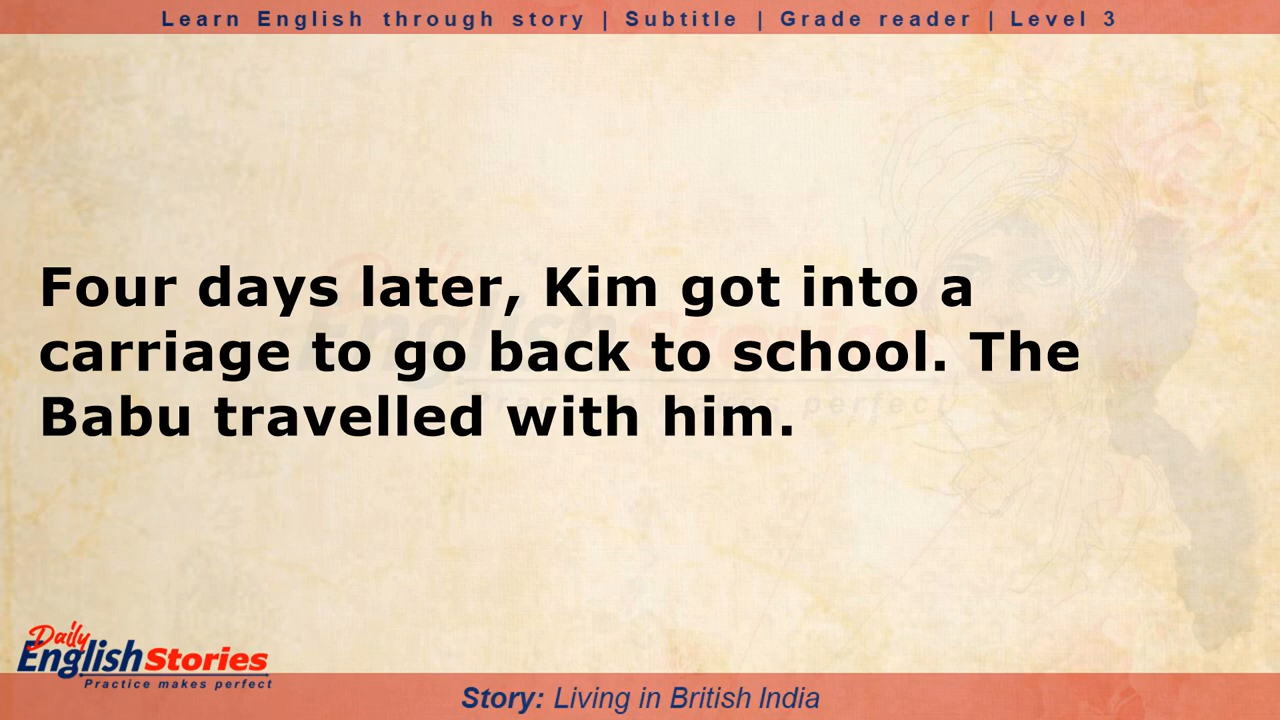 Learn English through story | Subtitle | Grade reader | Level 3
Four days later, Kim got into a
carriage to go back to school. The
Babu travelled with him.
Daily
English Stories
Practice makes perfect
Story: Living in British India